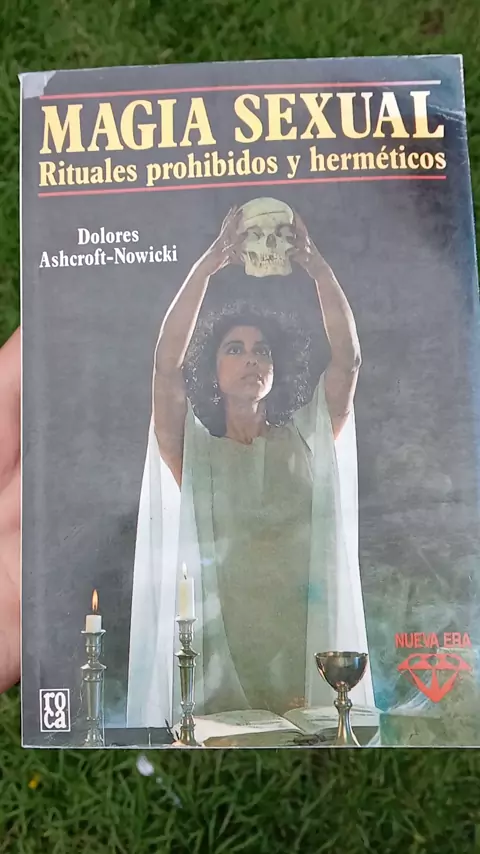 MAGIA SEXUAL
Rituales prohibidos y herméticos
Dolores
Ashcroft-Nowicki
NUEVA ERA
roca